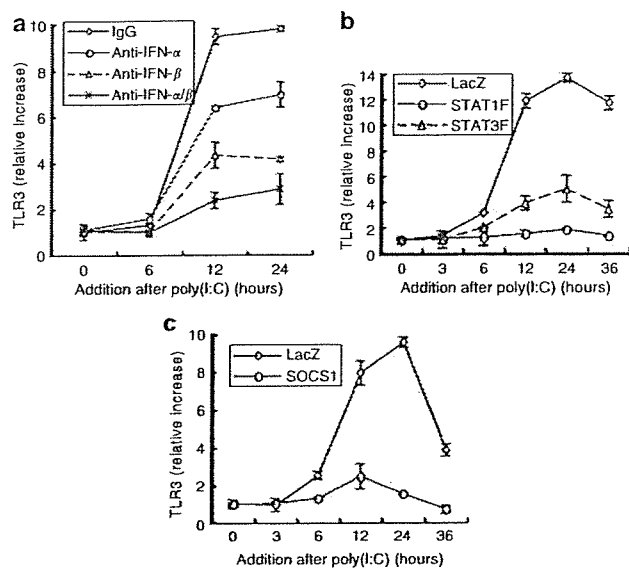 a
TLR3 (relative increase)
10
8
6
4
2
0
IgG
Anti-IFN-α
Anti-IFN-β
Anti-IFN-α/β
0 6 12 24
Addition after poly(I:C) (hours)
b
TLR3 (relative increase)
14
12
10
8
6
4
2
0
LacZ
STAT1F
STAT3F
0 3 6 12 24 36
Addition after poly(I:C) (hours)
c
TLR3 (relative increase)
10
8
6
4
2
0
LacZ
SOCS1
0 3 6 12 24 36
Addition after poly(I:C) (hours)